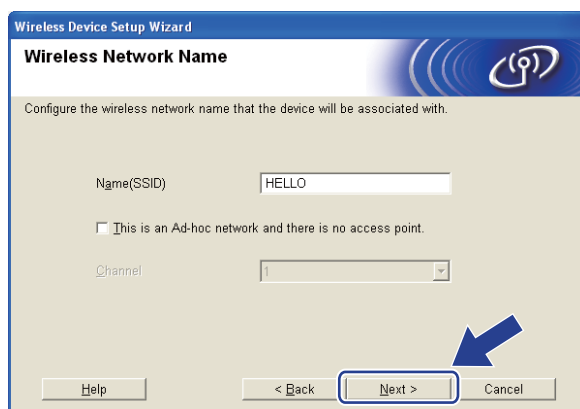 Wireless Device Setup Wizard
Wireless Network Name
Configure the wireless network name that the device will be associated with.
Name(SSID) HELLO
This is an Ad-hoc network and there is no access point.
Channel 1
Help < Back Next > Cancel